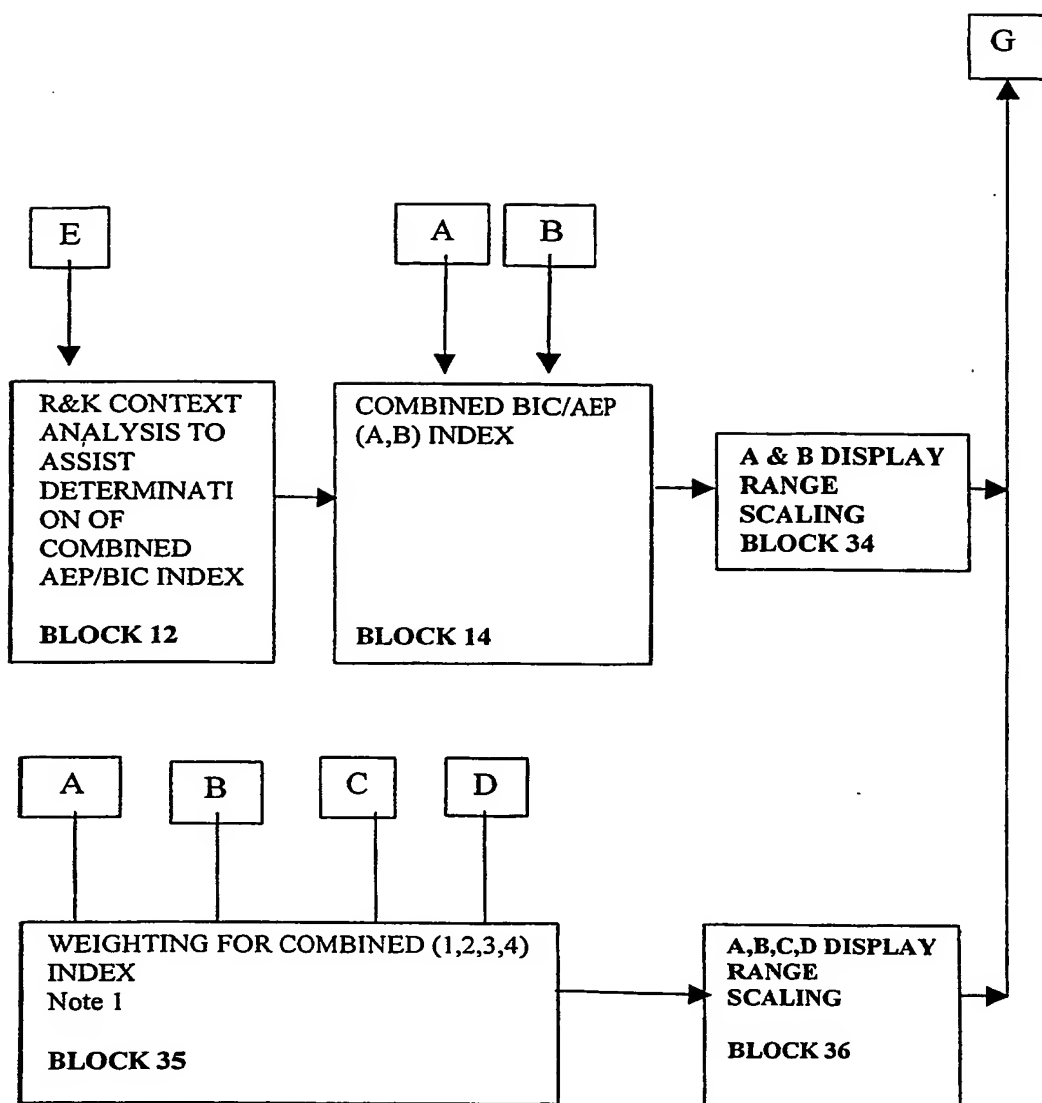 G
E
A
B
R&K CONTEXT
ANALYSIS TO
ASSIST
DETERMINATI
ON OF
COMBINED
AEP/BIC INDEX
BLOCK 12
COMBINED BIC/AEP
(A,B) INDEX
BLOCK 14
A & B DISPLAY
RANGE
SCALING
BLOCK 34
A
B
C
D
WEIGHTING FOR COMBINED (1,2,3,4)
INDEX
Note 1
BLOCK 35
A,B,C,D DISPLAY
RANGE
SCALING
BLOCK 36